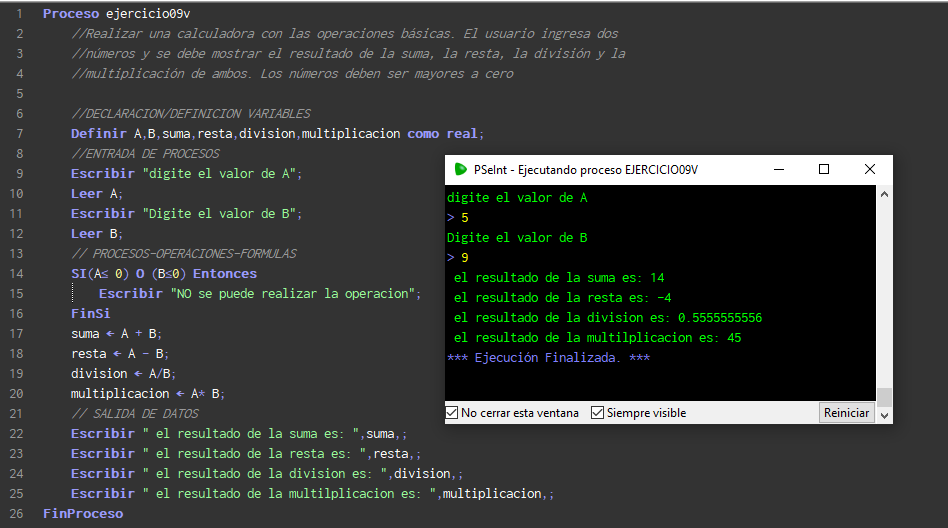 1 Proceso ejercicio09v
2 //Realizar una calculadora con las operaciones básicas. El usuario ingresa dos
3 //números y se debe mostrar el resultado de la suma, la resta, la división y la
4 //multiplicación de ambos. Los números deben ser mayores a cero
5
6 //DECLARACION/DEFINICION VARIABLES
7 Definir A,B,suma,resta,division,multiplicacion como real;
8 //ENTRADA DE PROCESOS
9 Escribir "digite el valor de A";
10 Leer A;
11 Escribir "Digite el valor de B";
12 Leer B;
13 // PROCESOS-OPERACIONES-FORMULAS
14 SI(A≤ 0) O (B≤0) Entonces
15 Escribir "NO se puede realizar la operacion";
16 FinSi
17 suma ← A + B;
18 resta ← A - B;
19 division ← A/B;
20 multiplicacion ← A* B;
21 // SALIDA DE DATOS
22 Escribir " el resultado de la suma es: ",suma,;
23 Escribir " el resultado de la resta es: ",resta,;
24 Escribir " el resultado de la division es: ",division,;
25 Escribir " el resultado de la multilplicacion es: ",multiplicacion,;
26 FinProceso
PSeInt - Ejecutando proceso EJERCICIO09V
digite el valor de A
> 5
Digite el valor de B
> 9
el resultado de la suma es: 14
el resultado de la resta es: -4
el resultado de la division es: 0.5555555556
el resultado de la multilplicacion es: 45
*** Ejecución Finalizada. ***
No cerrar esta ventana Siempre visible Reiniciar